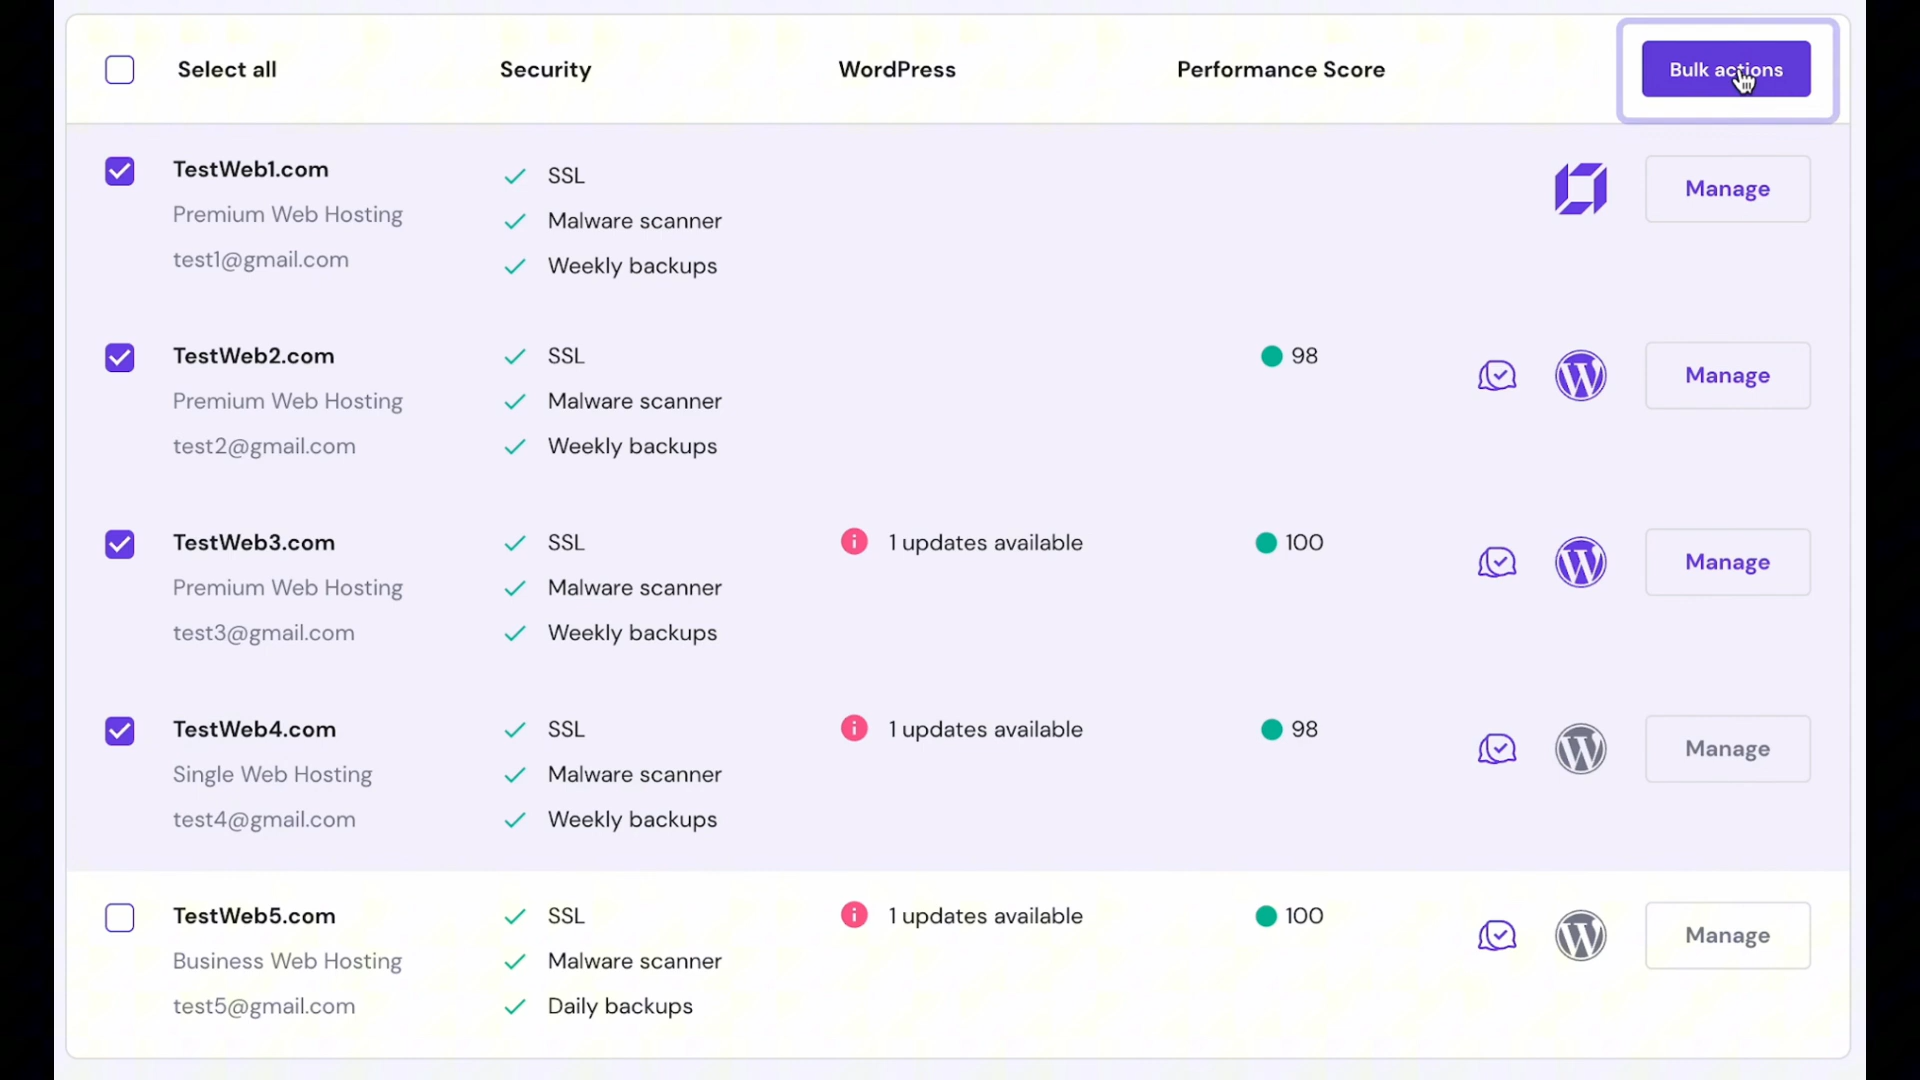 Select all
Security
WordPress
Performance Score
Bulk actions
TestWeb1.com
Premium Web Hosting
test1@gmail.com
SSL
Malware scanner
Weekly backups
Manage
TestWeb2.com
Premium Web Hosting
test2@gmail.com
SSL
Malware scanner
Weekly backups
98
Manage
TestWeb3.com
Premium Web Hosting
test3@gmail.com
SSL
Malware scanner
Weekly backups
1 updates available
100
Manage
TestWeb4.com
Single Web Hosting
test4@gmail.com
SSL
Malware scanner
Weekly backups
1 updates available
98
Manage
TestWeb5.com
Business Web Hosting
test5@gmail.com
SSL
Malware scanner
Daily backups
1 updates available
100
Manage